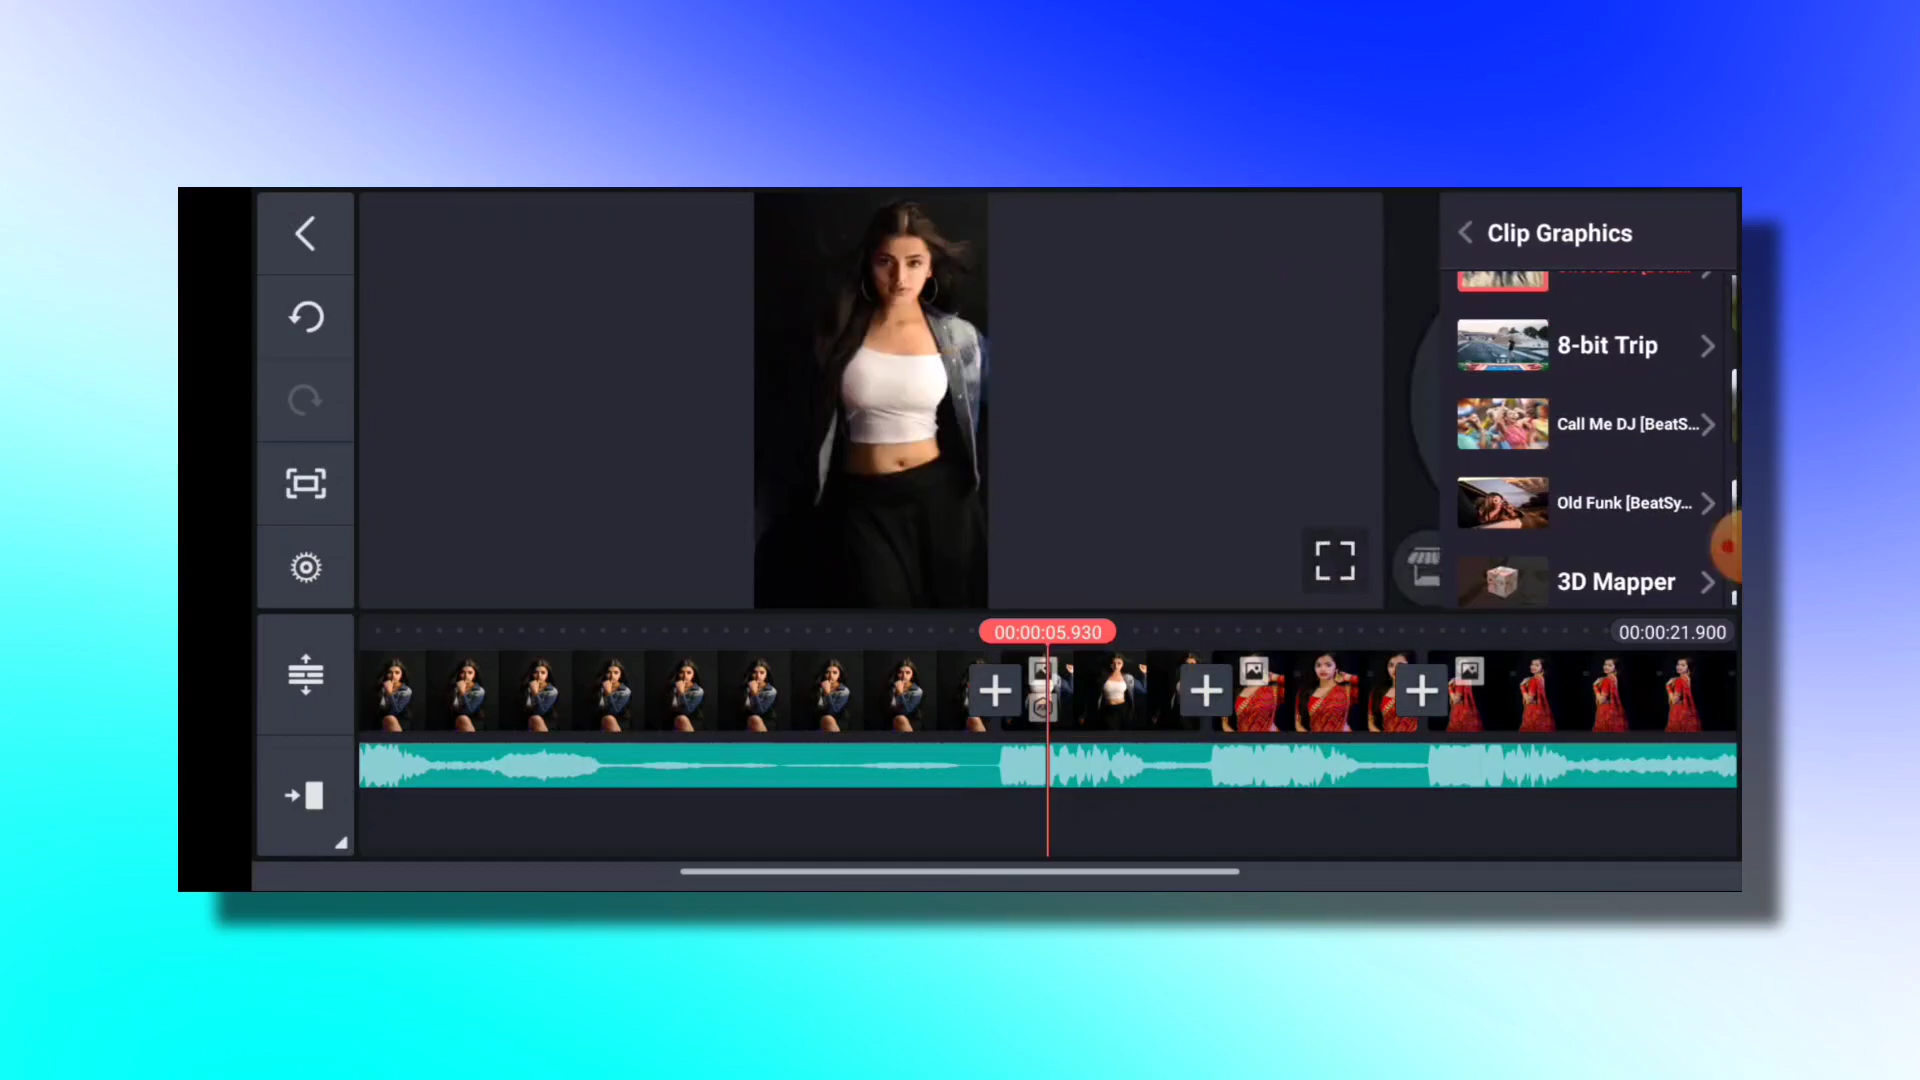 Clip Graphics
8-bit Trip
Call Me DJ [BeatS...
Old Funk [BeatSy...
3D Mapper
00:00:05.930
00:00:21.900